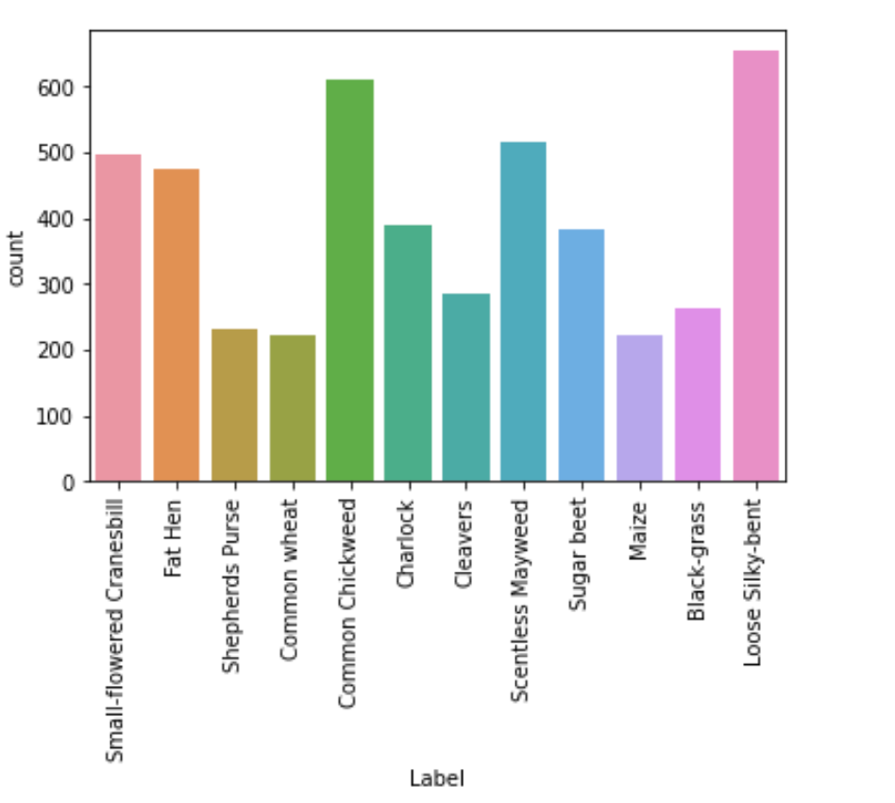 600
500
400
300
200
100
0
count
Small-flowered Cranesbill
Fat Hen
Shepherds Purse
Common wheat
Common Chickweed
Charlock
Cleavers
Scentless Mayweed
Sugar beet
Maize
Black-grass
Loose Silky-bent
Label